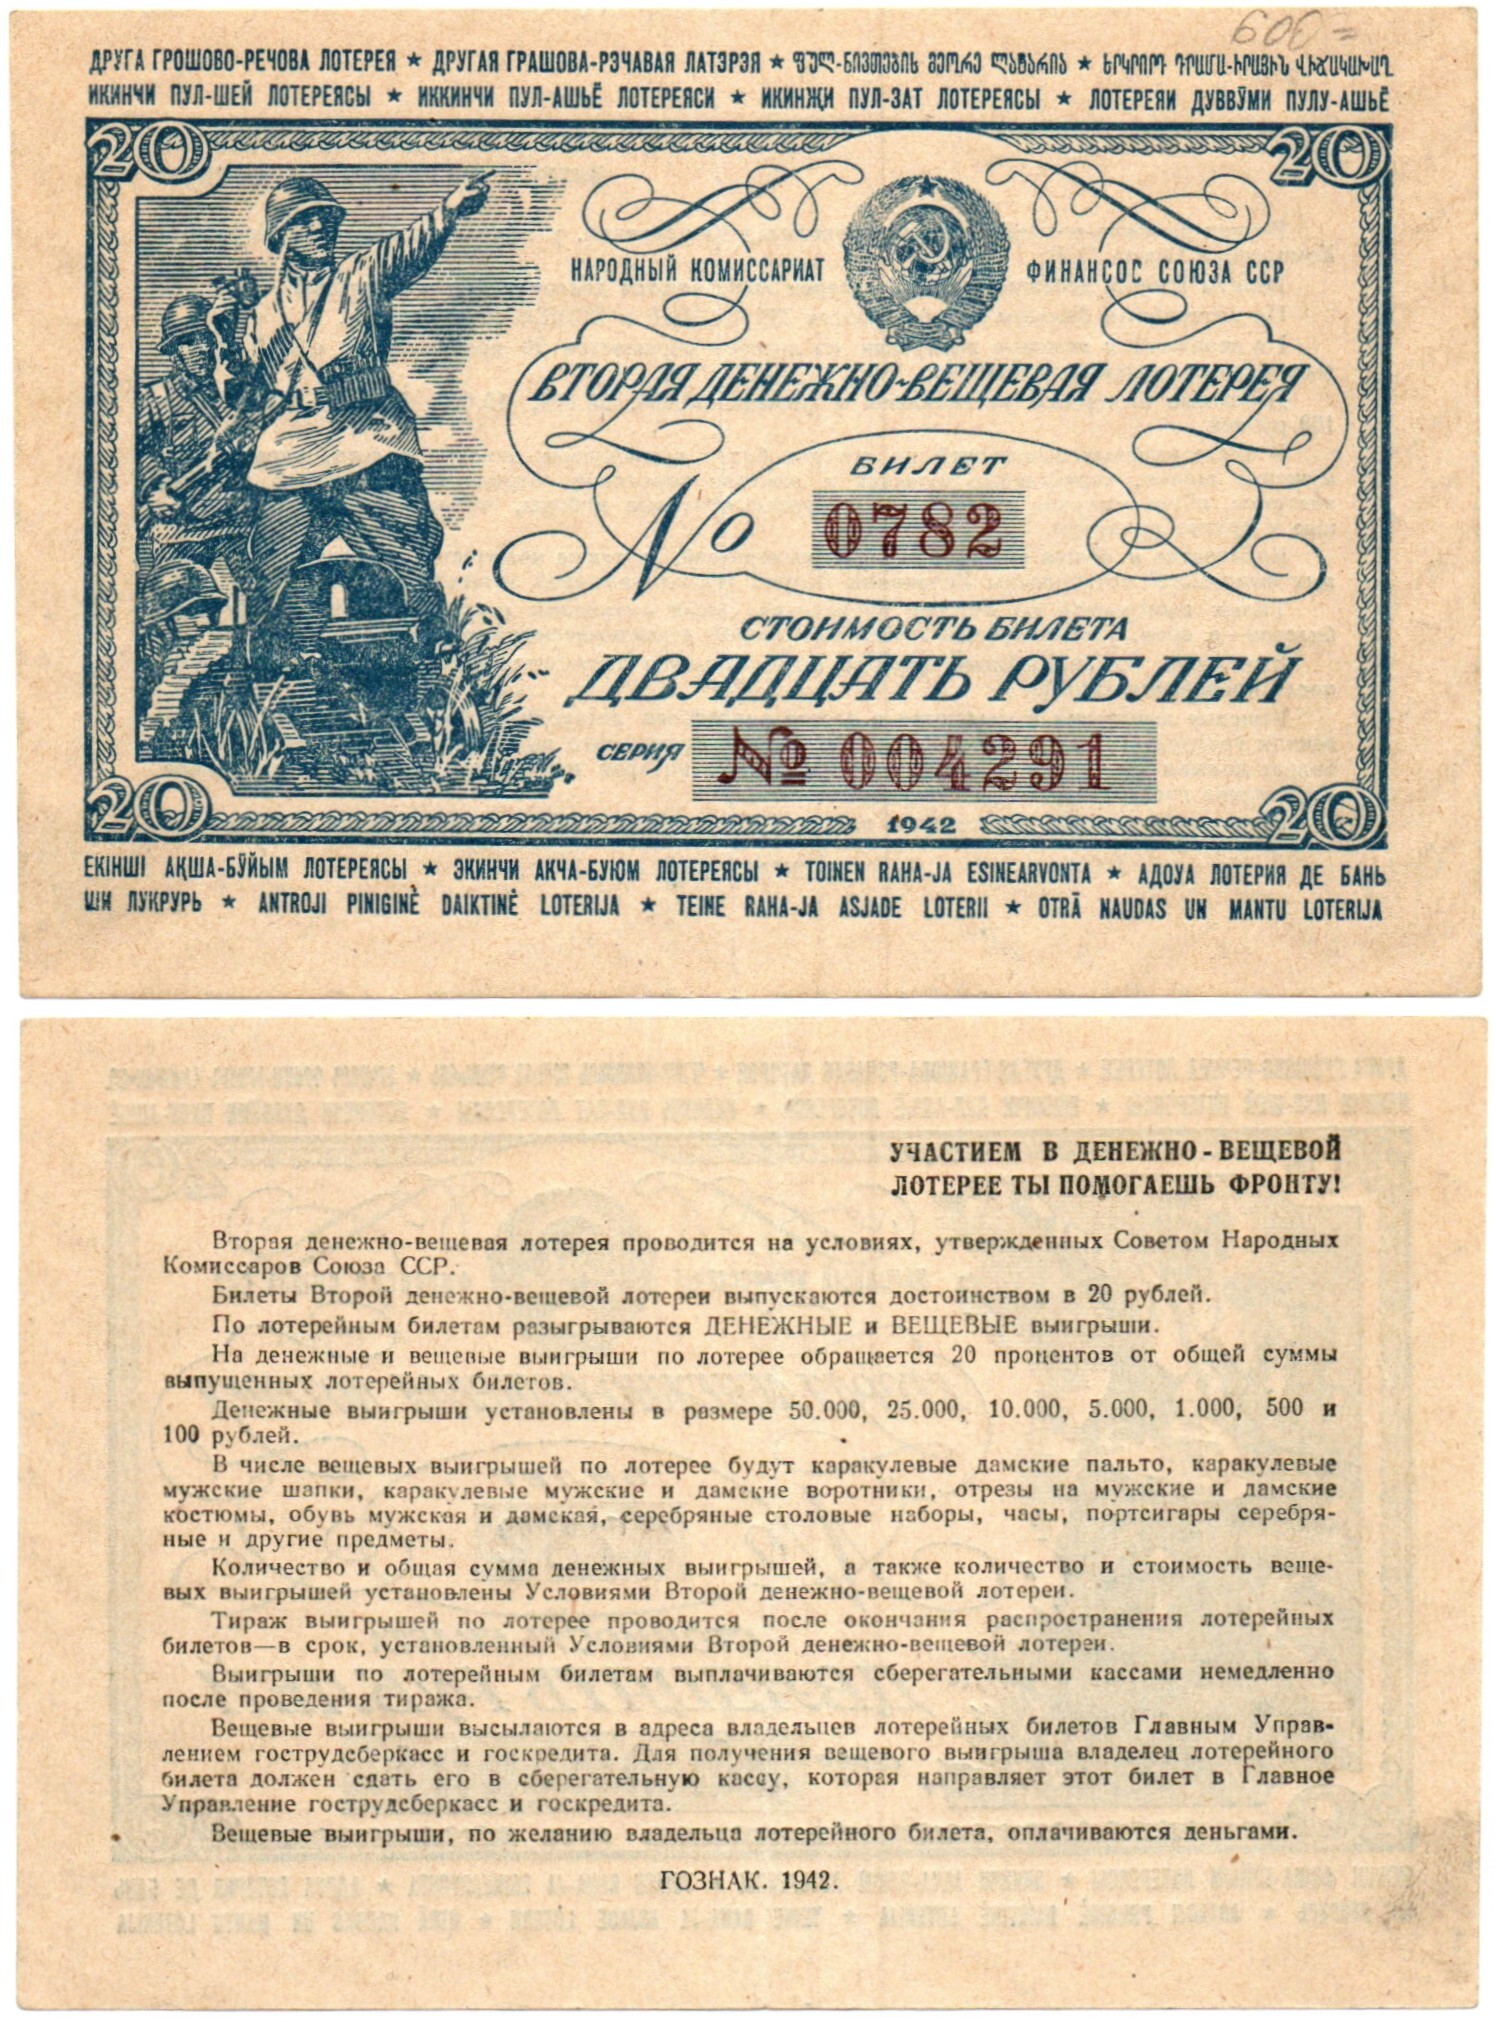 600=
ДРУГА ГРОШОВО-РЕЧОВА ЛОТЕРЕЯ ★ ДРУГАЯ ГРАШОВА-РЭЧАВАЯ ЛАТЭРЭЯ ★ ფულ-ნივთების მეორე ლატარია ★ ԵՐԿՐՈՐԴ ԴՐԱՄԱ-ԻՐԱՅԻՆ ՎԻՃԱԿԱԽԱՂ
ИКИНЧИ ПУЛ-ШЕЙ ЛОТЕРЕЯСЫ ★ ИККИНЧИ ПУЛ-АШЬЁ ЛОТЕРЕЯСИ ★ ИКИНЖИ ПУЛ-ЗАТ ЛОТЕРЕЯСЫ ★ ЛОТЕРЕЯИ ДУВВӮМИ ПУЛУ-АШЬЁ
20 20
НАРОДНЫЙ КОМИССАРИАТ ФИНАНСОВ СОЮЗА ССР
ВТОРАЯ ДЕНЕЖНО-ВЕЩЕВАЯ ЛОТЕРЕЯ
БИЛЕТ
№ 0782
СТОИМОСТЬ БИЛЕТА
ДВАДЦАТЬ РУБЛЕЙ
СЕРИЯ № 004291
20 1942 20
ЕКІНШІ АҚША-БҰЙЫМ ЛОТЕРЕЯСЫ ★ ЭКИНЧИ АКЧА-БУЮМ ЛОТЕРЕЯСЫ ★ TOINEN RAHA-JA ESINEARVONTA ★ АДОУА ЛОТЕРИЯ ДЕ БАНЬ
ШИ ЛУКРУРЬ ★ ANTROJI PINIGINĖ DAIKTINĖ LOTERIJA ★ TEINE RAHA-JA ASJADE LOTERII ★ OTRĀ NAUDAS UN MANTU LOTERIJA
УЧАСТИЕМ В ДЕНЕЖНО-ВЕЩЕВОЙ
ЛОТЕРЕЕ ТЫ ПОМОГАЕШЬ ФРОНТУ!
Вторая денежно-вещевая лотерея проводится на условиях, утвержденных Советом Народных
Комиссаров Союза ССР.
Билеты Второй денежно-вещевой лотереи выпускаются достоинством в 20 рублей.
По лотерейным билетам разыгрываются ДЕНЕЖНЫЕ и ВЕЩЕВЫЕ выигрыши.
На денежные и вещевые выигрыши по лотерее обращается 20 процентов от общей суммы
выпущенных лотерейных билетов.
Денежные выигрыши установлены в размере 50.000, 25.000, 10.000, 5.000, 1.000, 500 и
100 рублей.
В числе вещевых выигрышей по лотерее будут каракулевые дамские пальто, каракулевые
мужские шапки, каракулевые мужские и дамские воротники, отрезы на мужские и дамские
костюмы, обувь мужская и дамская, серебряные столовые наборы, часы, портсигары серебря-
ные и другие предметы.
Количество и общая сумма денежных выигрышей, а также количество и стоимость веще-
вых выигрышей установлены Условиями Второй денежно-вещевой лотереи.
Тираж выигрышей по лотерее проводится после окончания распространения лотерейных
билетов—в срок, установленный Условиями Второй денежно-вещевой лотереи.
Выигрыши по лотерейным билетам выплачиваются сберегательными кассами немедленно
после проведения тиража.
Вещевые выигрыши высылаются в адреса владельцев лотерейных билетов Главным Управ-
лением гострудсберкасс и госкредита. Для получения вещевого выигрыша владелец лотерейного
билета должен сдать его в сберегательную кассу, которая направляет этот билет в Главное
Управление гострудсберкасс и госкредита.
Вещевые выигрыши, по желанию владельца лотерейного билета, оплачиваются деньгами.
ГОЗНАК. 1942.